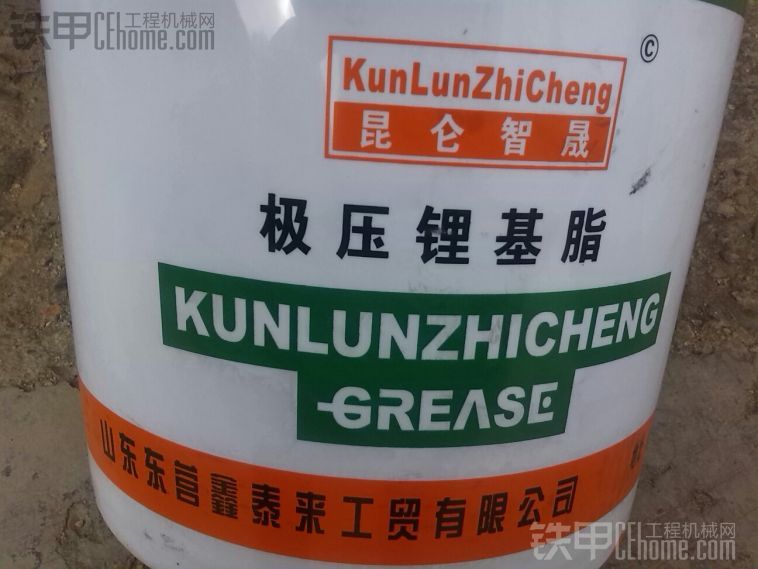 铁甲 工程机械网
CEhome.com
©
KunLunZhiCheng
昆仑智晟
极压锂基脂
KUNLUNZHICHENG
GREASE
山东东营鑫泰来工贸有限公司
铁甲 工程机械网
CEhome.com